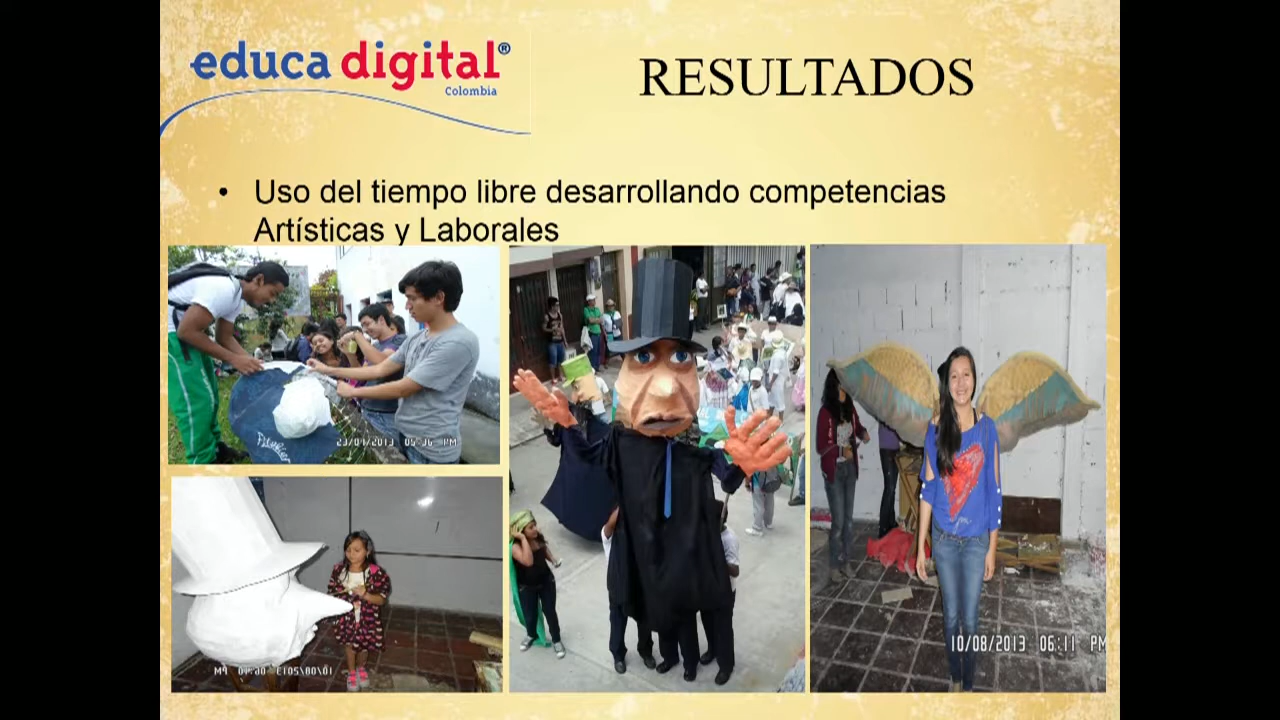 educa digital®
Colombia
RESULTADOS
• Uso del tiempo libre desarrollando competencias
Artísticas y Laborales
23/01/2013 05:36 PM
10/08/2013 06:11 PM